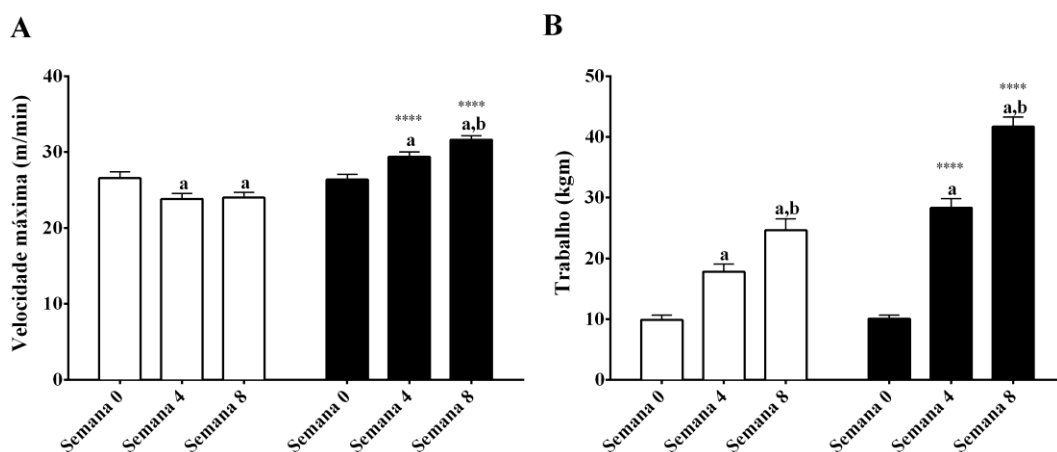 A
Velocidade máxima (m/min)
40
30
20
10
0
a
a
****
a
****
a,b
Semana 0
Semana 4
Semana 8
Semana 0
Semana 4
Semana 8
B
Trabalho (kgm)
50
40
30
20
10
0
a
a,b
****
a
****
a,b
Semana 0
Semana 4
Semana 8
Semana 0
Semana 4
Semana 8